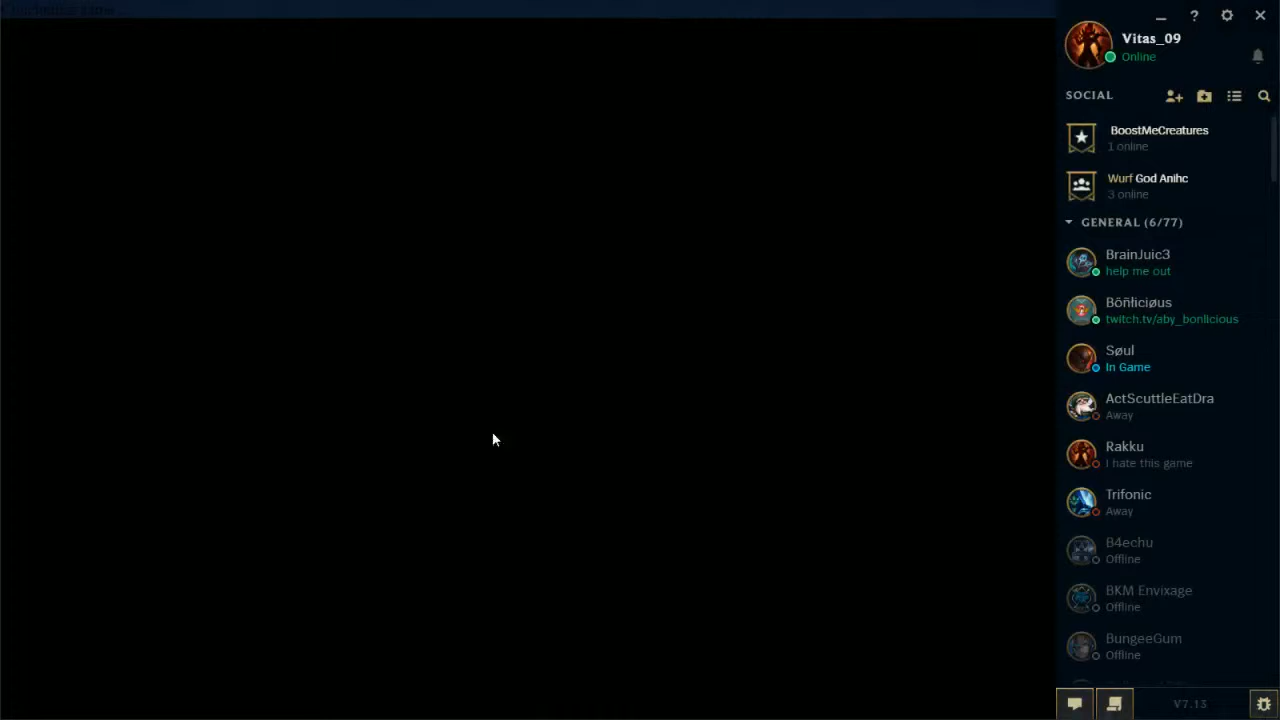 ?
Vitas_09
Online
SOCIAL
BoostMeCreatures
1 online
Wurf God Anihc
3 online
GENERAL (6/77)
BrainJuic3
help me out
Bôñłiciøus
twitch.tv/aby_bonlicious
Søul
In Game
ActScuttleEatDra
Away
Rakku
I hate this game
Trifonic
Away
B4echu
Offline
BKM Envixage
Offline
BungeeGum
Offline
V7.13